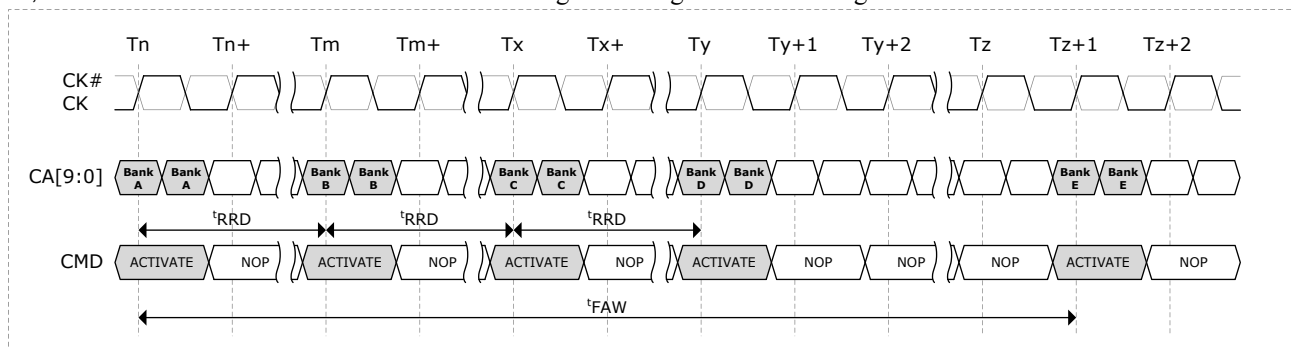 Tn Tn+ Tm Tm+ Tx Tx+ Ty Ty+1 Ty+2 Tz Tz+1 Tz+2
CK#
CK
CA[9:0] Bank A Bank A Bank B Bank B Bank C Bank C Bank D Bank D Bank E Bank E
tRRD tRRD tRRD
CMD ACTIVATE NOP ACTIVATE NOP ACTIVATE NOP ACTIVATE NOP NOP NOP ACTIVATE NOP
tFAW